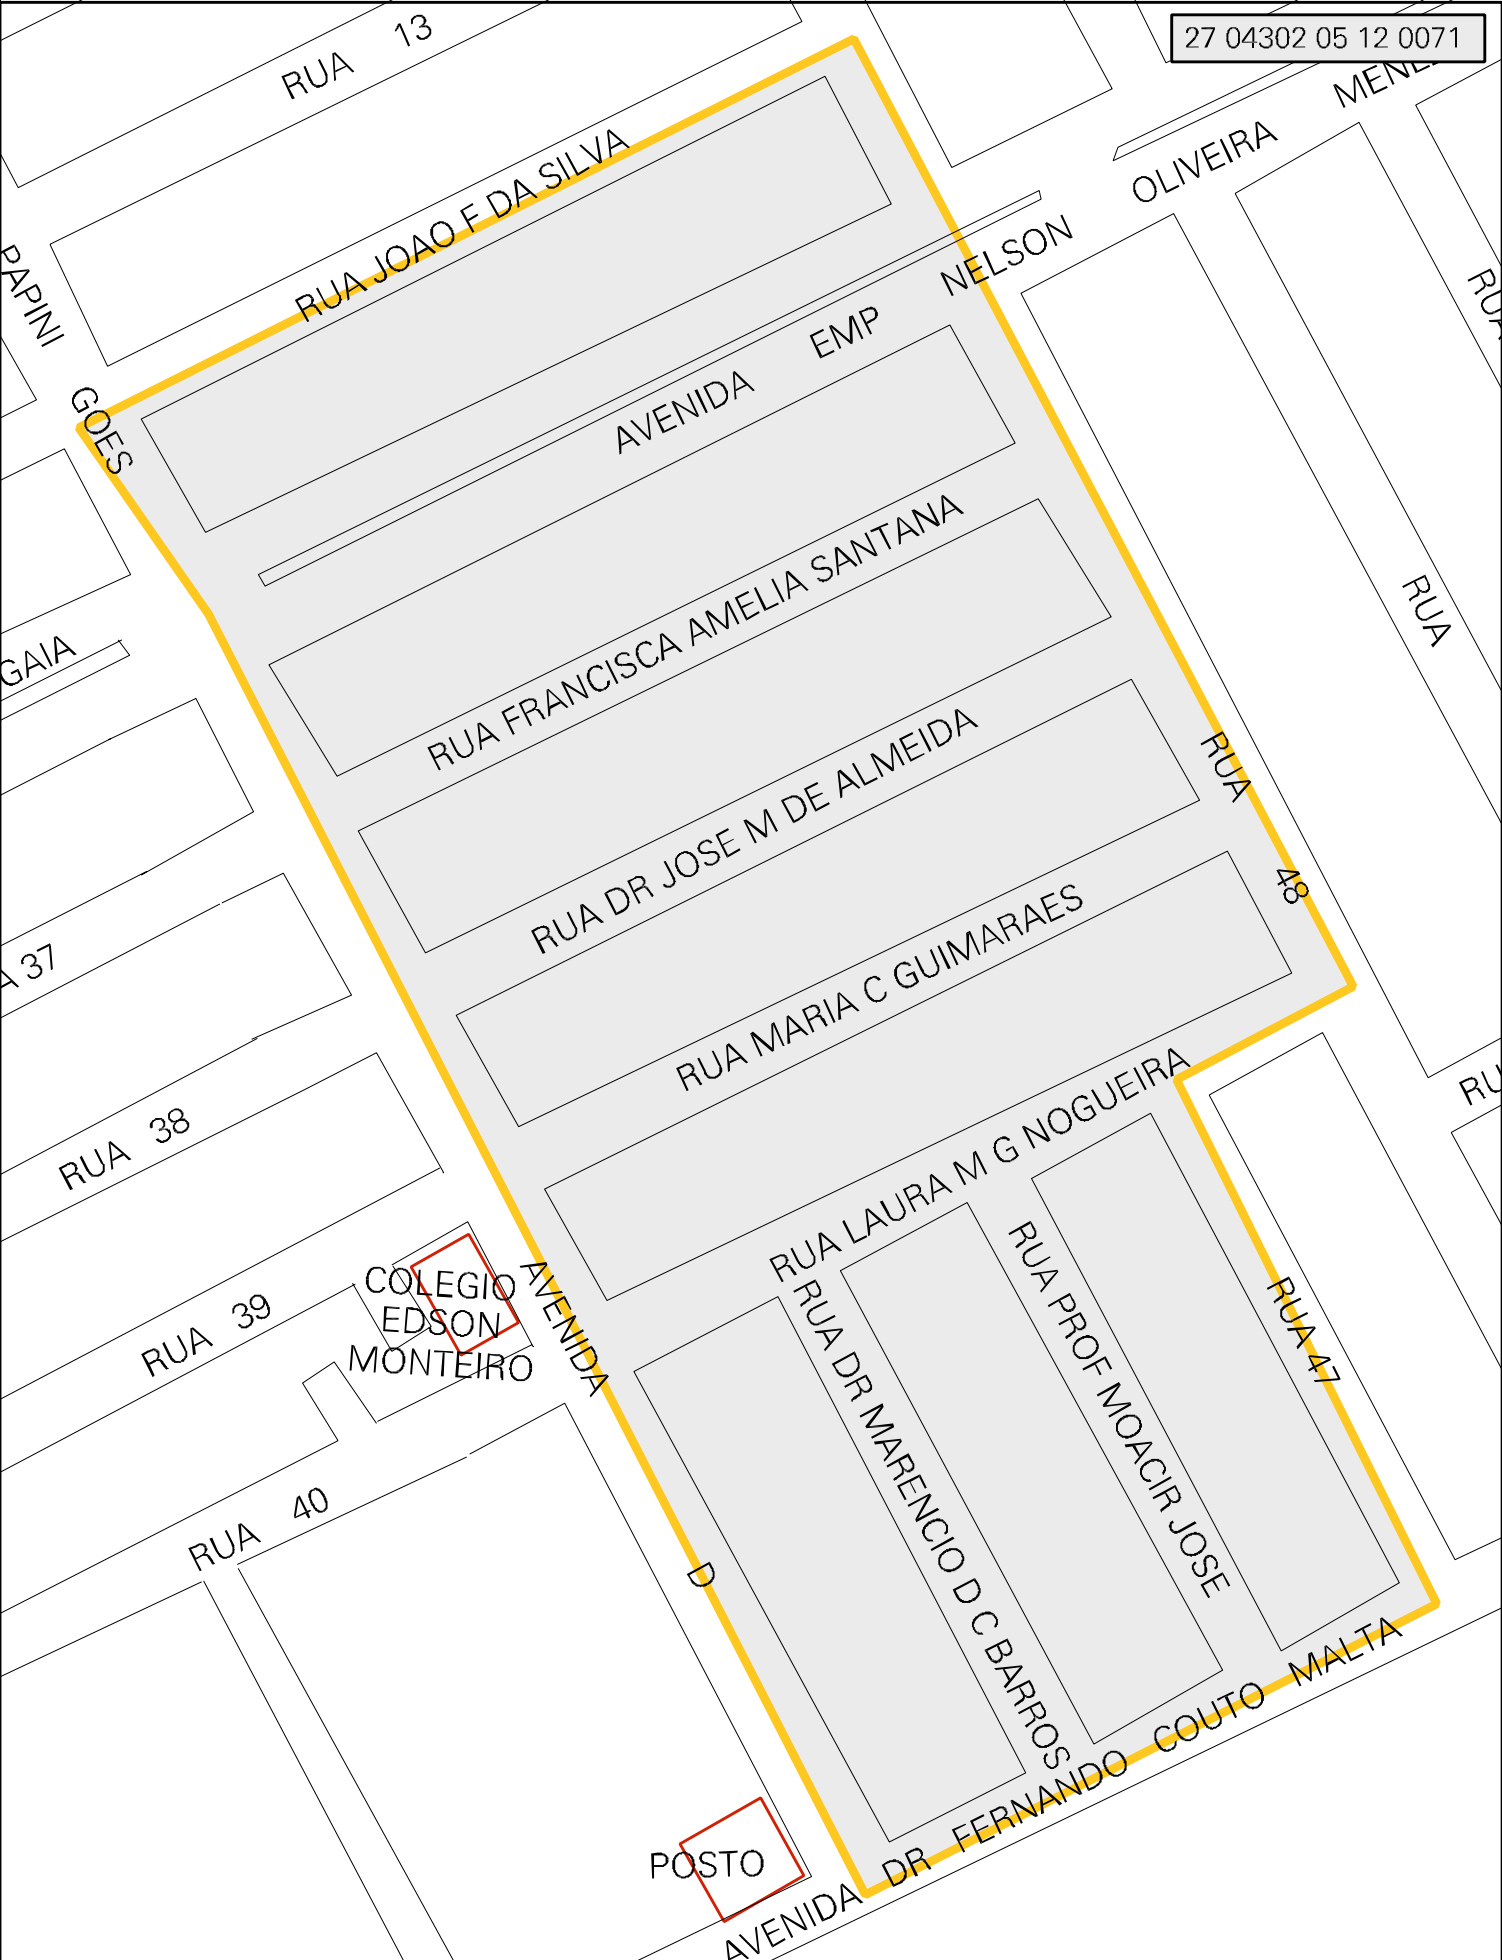 27 04302 05 12 0071
RUA 13
RUA JOAO F DA SILVA
PAPINI
GOES
AVENIDA EMP NELSON OLIVEIRA
RUA
GAIA
RUA FRANCISCA AMELIA SANTANA
RUA
RUA DR JOSE M DE ALMEIDA
RUA 48
RUA MARIA C GUIMARAES
A 37
RUA 38
RUA LAURA M G NOGUEIRA
RU
COLEGIO
EDSON
MONTEIRO
RUA 39
AVENIDA D
RUA DR MARENCIO D C BARROS
RUA PROF MOACIR JOSE
RUA 47
RUA 40
POSTO
AVENIDA DR FERNANDO COUTO MALTA